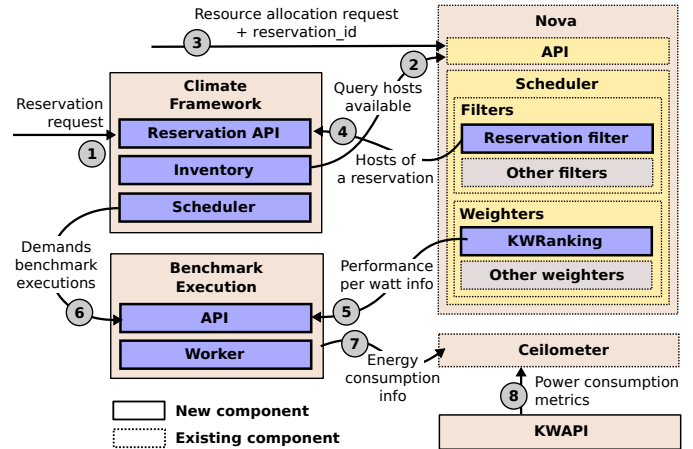 Resource allocation request
+ reservation_id
3
Nova
API
2
Climate
Framework
Query hosts
available
Scheduler
Reservation
request
1
Reservation API
Inventory
Scheduler
4
Hosts of
a reservation
Filters
Reservation filter
Other filters
Weighters
KWRanking
Other weighters
Demands
benchmark
executions
6
Benchmark
Execution
API
Worker
Performance
per watt info
5
7
Energy
consumption
info
Ceilometer
8
Power consumption
metrics
KWAPI
New component
Existing component